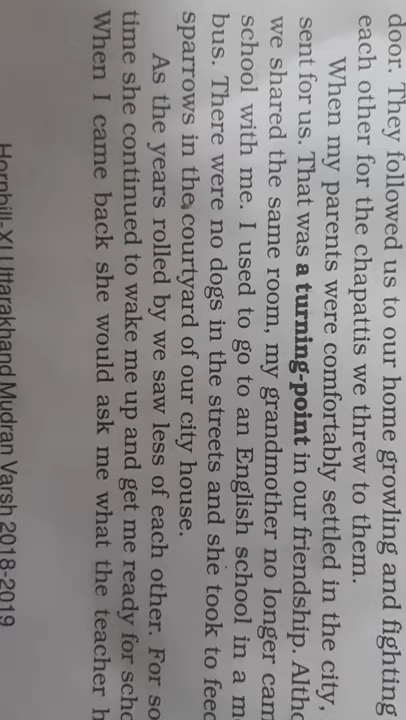 door. They followed us to our home growling and fighting
each other for the chapattis we threw to them.
When my parents were comfortably settled in the city,
sent for us. That was a turning-point in our friendship.
we shared the same room, my grandmother no longer
school with me. I used to go to an English school in a
bus. There were no dogs in the streets and she took to
sparrows in the courtyard of our city house.
As the years rolled by we saw less of each other. For
time she continued to wake me up and get me ready for
When I came back she would ask me what the teacher
Hornbill-XI Uttarakhand Mudran Varsh 2018-2019